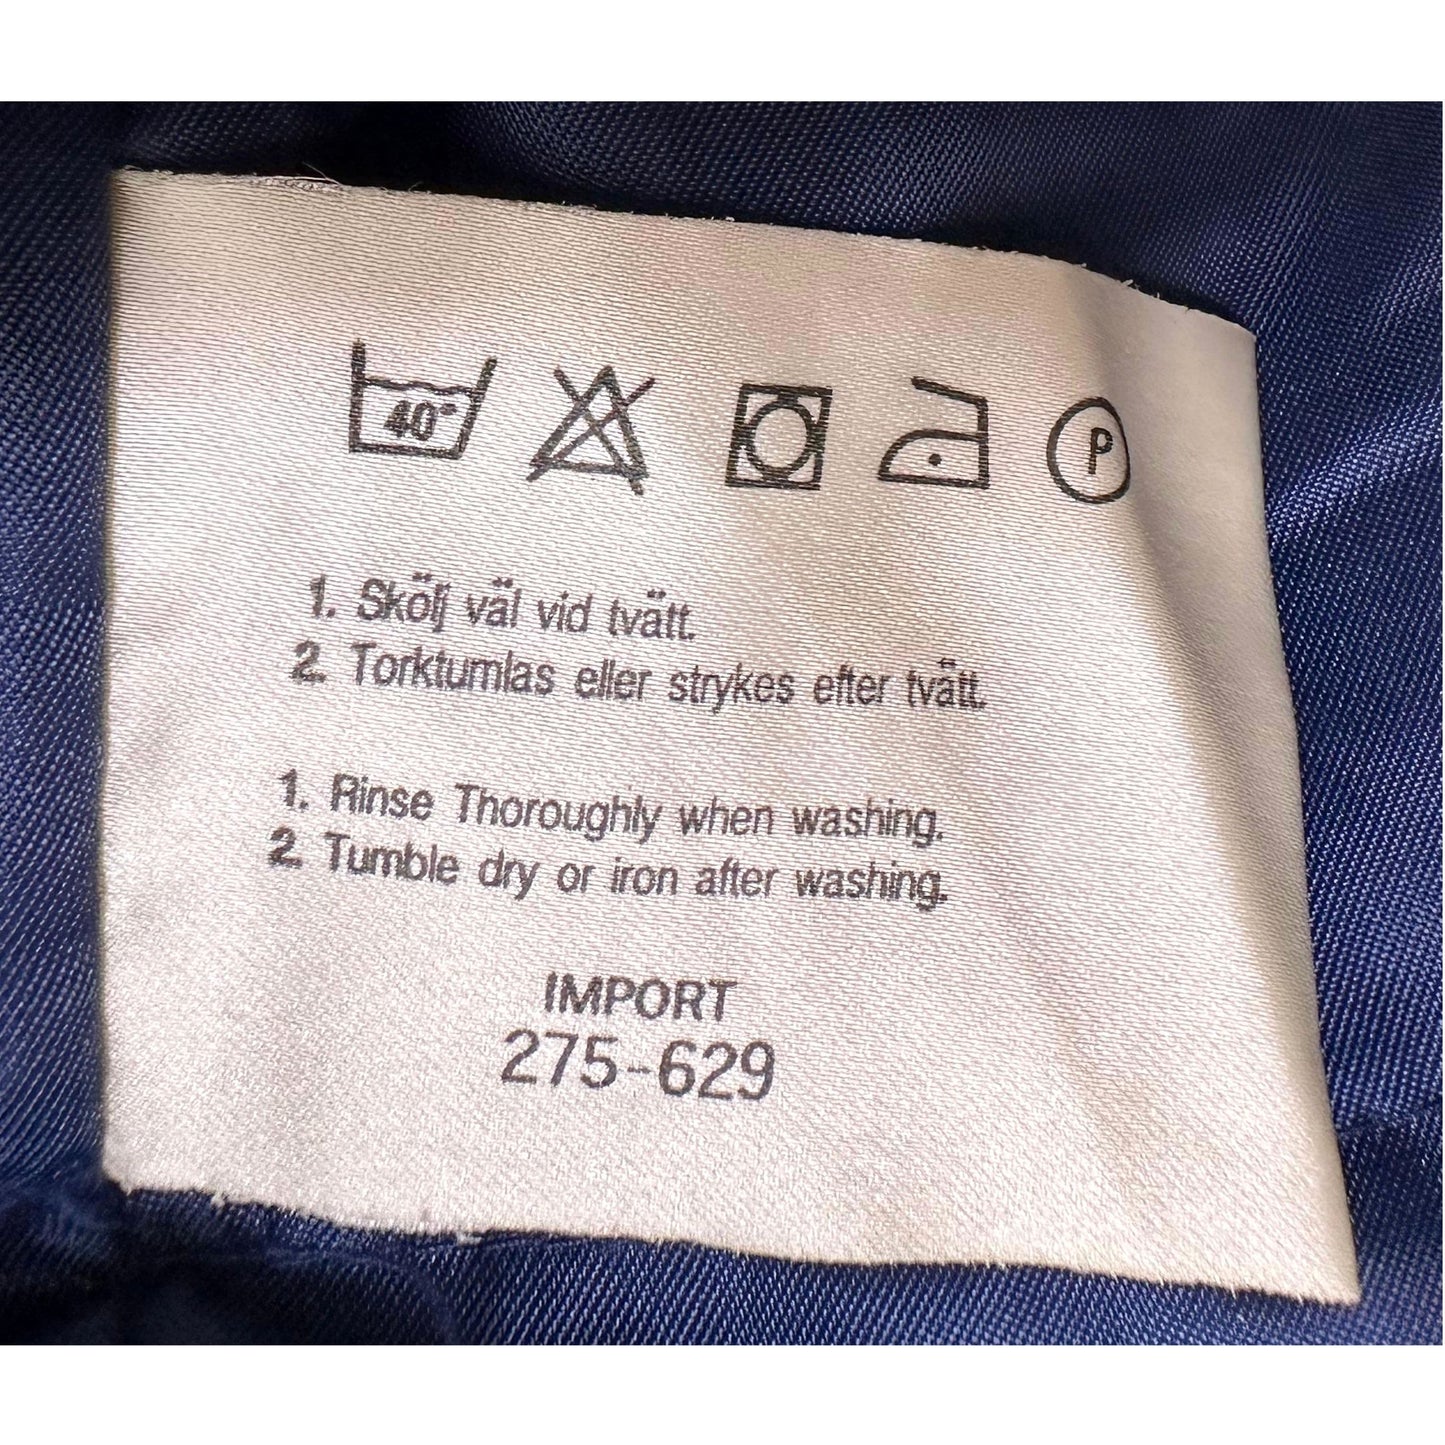 40°
P
1. Skölj väl vid tvätt.
2. Torktumlas eller strykes efter tvätt.
1. Rinse Thoroughly when washing.
2. Tumble dry or iron after washing.
IMPORT
275-629